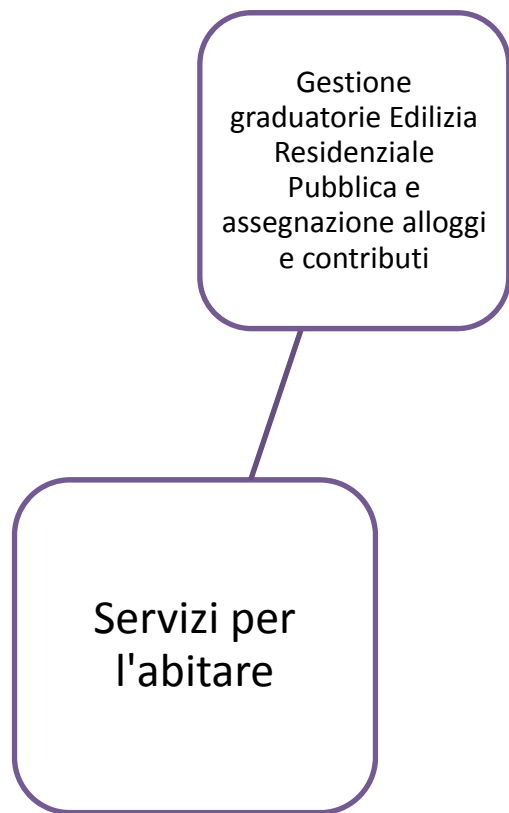 Gestione
graduatorie Edilizia
Residenziale
Pubblica e
assegnazione alloggi
e contributi
Servizi per
l'abitare